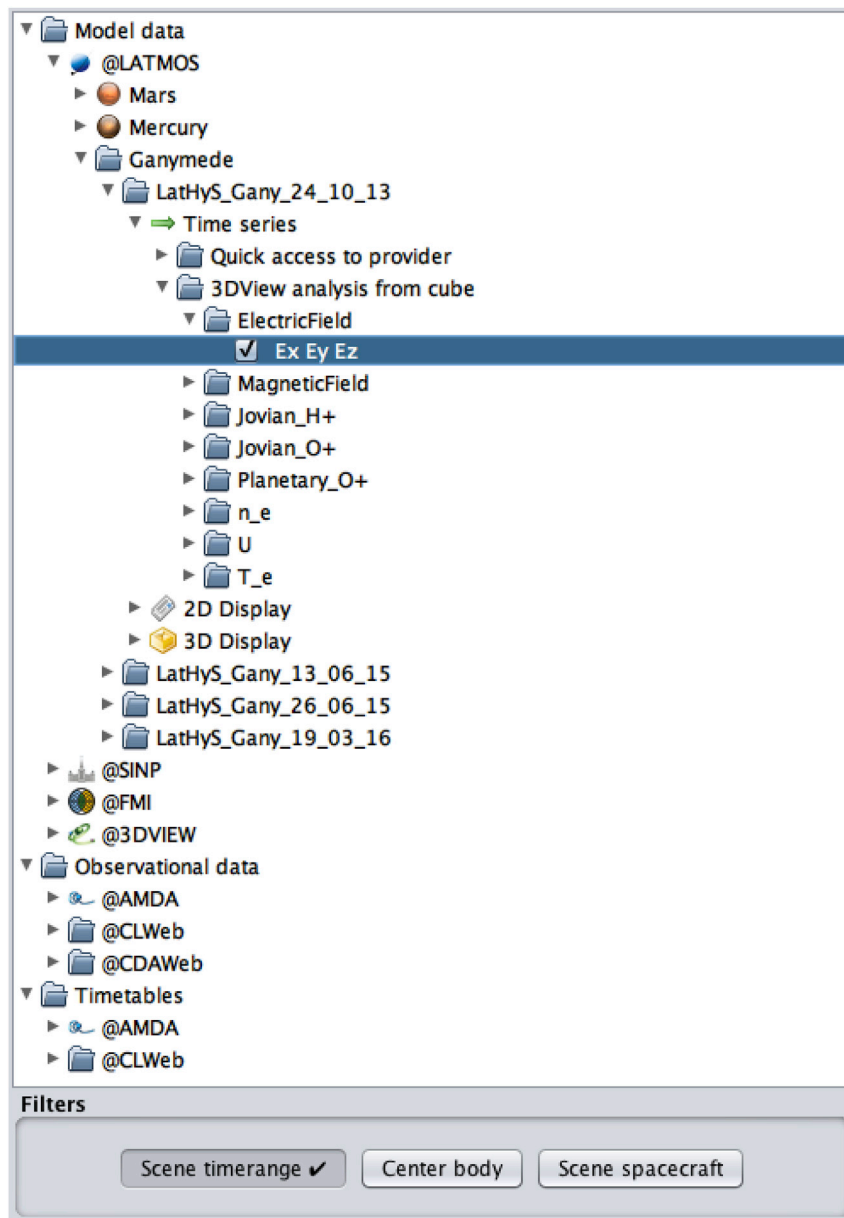 Model data
@LATMOS
Mars
Mercury
Ganymede
LatHyS_Gany_24_10_13
Time series
Quick access to provider
3DView analysis from cube
ElectricField
Ex Ey Ez
MagneticField
Jovian_H+
Jovian_O+
Planetary_O+
n_e
U
T_e
2D Display
3D Display
LatHyS_Gany_13_06_15
LatHyS_Gany_26_06_15
LatHyS_Gany_19_03_16
@SINP
@FMI
@3DVIEW
Observational data
@AMDA
@CLWeb
@CDAWeb
Timetables
@AMDA
@CLWeb
Filters
Scene timerange ✔ Center body Scene spacecraft